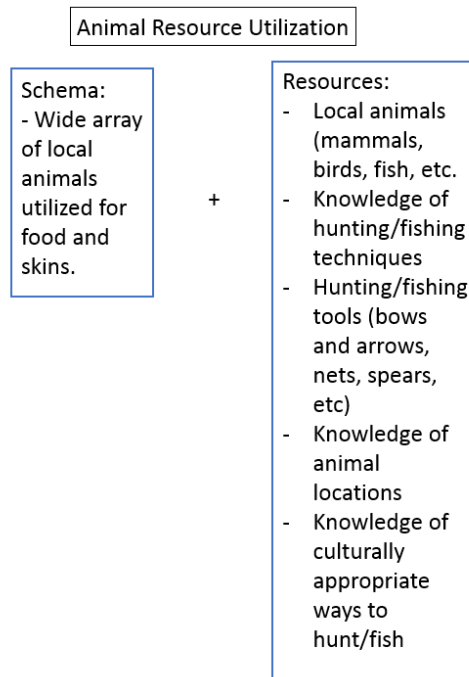 Animal Resource Utilization
Schema:
- Wide array
of local
animals
utilized for
food and
skins.
+
Resources:
- Local animals
(mammals,
birds, fish, etc.
- Knowledge of
hunting/fishing
techniques
- Hunting/fishing
tools (bows
and arrows,
nets, spears,
etc)
- Knowledge of
animal
locations
- Knowledge of
culturally
appropriate
ways to
hunt/fish